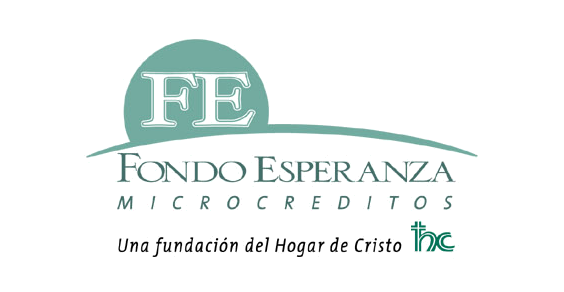 FE
FONDO ESPERANZA
MICROCREDITOS
Una fundación del Hogar de Cristo hc